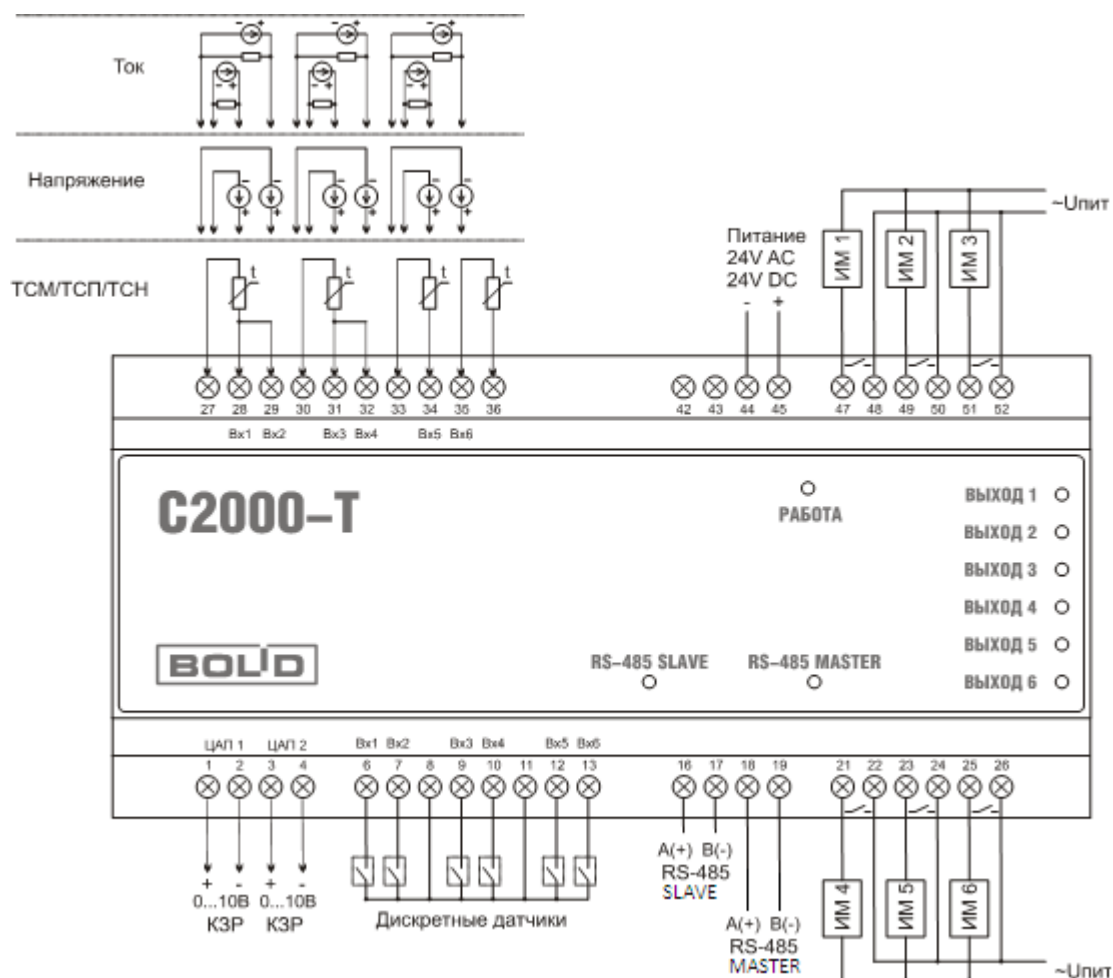 Ток
Напряжение
ТСМ/ТСП/ТСН
t t t t
- + - + - +
- + - + - +
- - - - - -
+ + + + + +
Питание
24V AC
24V DC
- +
ИМ 1 ИМ 2 ИМ 3
~Uпит
27 28 29 30 31 32 33 34 35 36
42 43 44 45 47 48 49 50 51 52
Вх1 Вх2 Вх3 Вх4 Вх5 Вх6
С2000–Т
BOLID
РАБОТА
RS–485 SLAVE
RS–485 MASTER
ВЫХОД 1
ВЫХОД 2
ВЫХОД 3
ВЫХОД 4
ВЫХОД 5
ВЫХОД 6
ЦАП 1 ЦАП 2
Вх1 Вх2 Вх3 Вх4 Вх5 Вх6
1 2 3 4 6 7 8 9 10 11 12 13 16 17 18 19 21 22 23 24 25 26
+ - + -
0...10В 0...10В
КЗР КЗР
Дискретные датчики
A(+) B(-)
RS-485
SLAVE
A(+) B(-)
RS-485
MASTER
ИМ 4 ИМ 5 ИМ 6
~Uпит